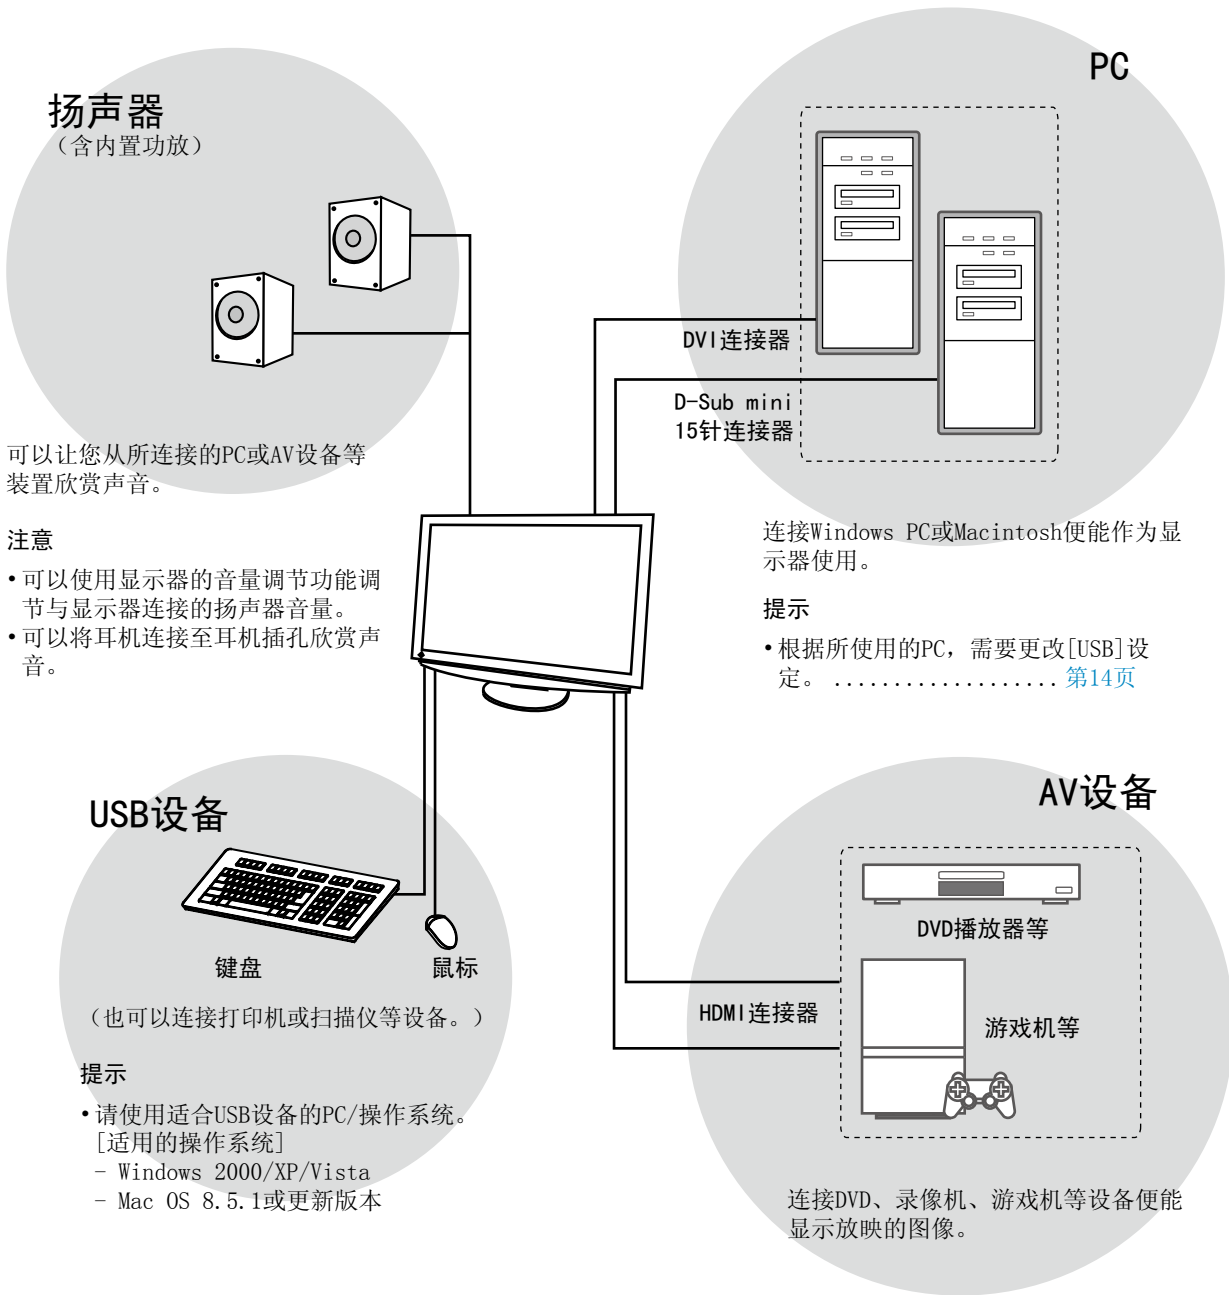 扬声器
（含内置功放）
可以让您从所连接的PC或AV设备等
装置欣赏声音。
注意
•可以使用显示器的音量调节功能调
节与显示器连接的扬声器音量。
•可以将耳机连接至耳机插孔欣赏声
音。
PC
DVI连接器
D-Sub mini
15针连接器
连接Windows PC或Macintosh便能作为显
示器使用。
提示
•根据所使用的PC，需要更改[USB]设
定。 ................... 第14页
USB设备
键盘
鼠标
（也可以连接打印机或扫描仪等设备。）
提示
•请使用适合USB设备的PC/操作系统。
[适用的操作系统]
- Windows 2000/XP/Vista
- Mac OS 8.5.1或更新版本
AV设备
DVD播放器等
HDMI连接器
游戏机等
连接DVD、录像机、游戏机等设备便能
显示放映的图像。